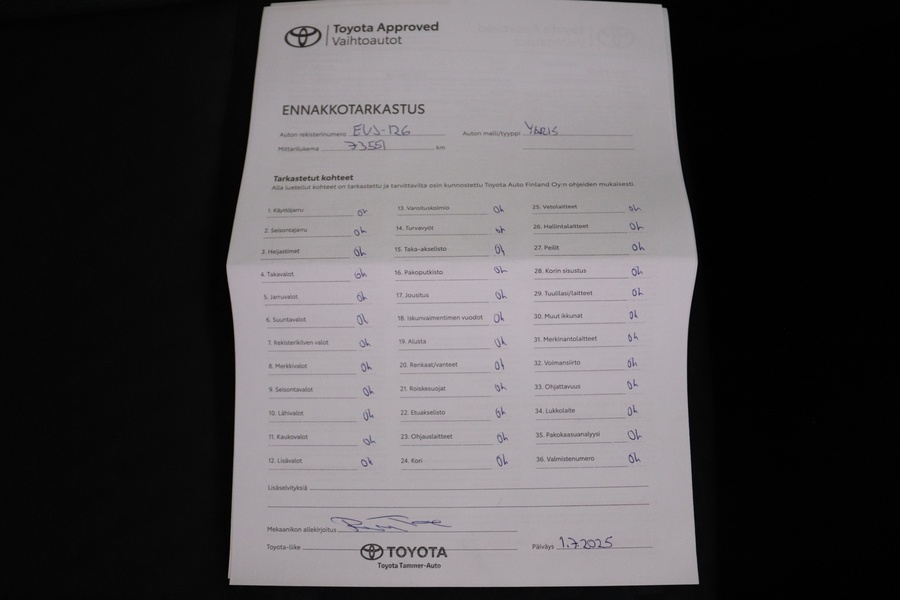 Toyota Approved
Vaihtoautot
ENNAKKOTARKASTUS
Auton rekisterinumero EVJ-126 Auton malli/tyyppi YARIS
Mittarilukema 73551 km
Tarkastetut kohteet
Alla luetellut kohteet on tarkastettu ja tarvittavilta osin kunnostettu Toyota Auto Finland Oy:n ohjeiden mukaisesti
1. Käyttöjarru ok 13. Varoituskolmio ok 25. Vetolaitteet ok
2. Seisontajarru ok 14. Turvavyöt ok 26. Hallintalaitteet ok
3. Heijastimet ok 15. Taka-akselisto ok 27. Peilit ok
4. Takavalot ok 16. Pakoputkisto ok 28. Korin sisustus ok
5. Jarruvalot ok 17. Jousitus ok 29. Tuulilasi/laitteet ok
6. Suuntavalot ok 18. Iskunvaimentimen vuodot ok 30. Muut ikkunat ok
7. Rekisterikilven valot ok 19. Alusta ok 31. Merkinantolaitteet ok
8. Merkkivalot ok 20. Renkaat/vanteet ok 32. Voimansiirto ok
9. Seisontavalot ok 21. Roiskesuojat ok 33. Ohjattavuus ok
10. Lähivalot ok 22. Etuakselisto ok 34. Lukkolaite ok
11. Kaukovalot ok 23. Ohjauslaitteet ok 35. Pakokaasuanalyysi ok
12. Lisävalot ok 24. Kori ok 36. Valmistenumero ok
Lisäselvityksiä
Mekaanikon allekirjoitus
Toyota-liike TOYOTA Päiväys 1.7.2025
Toyota Tammer-Auto